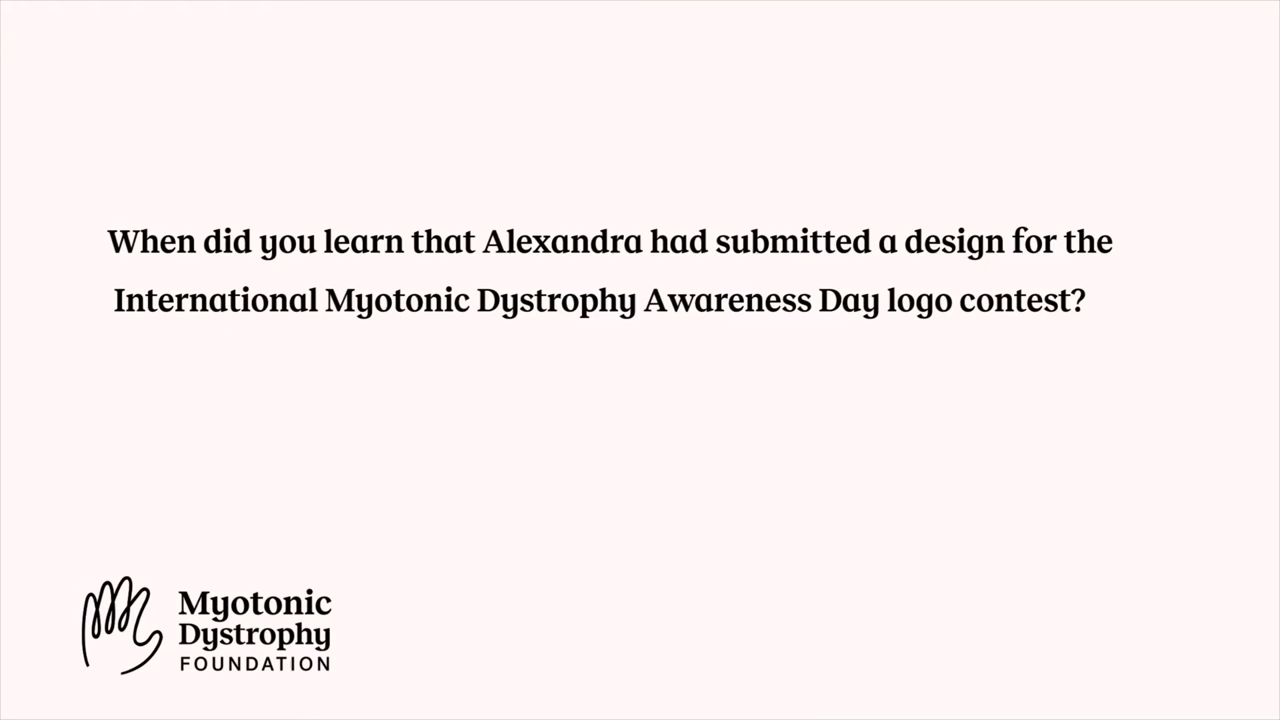 When did you learn that Alexandra had submitted a design for the
International Myotonic Dystrophy Awareness Day logo contest?
Myotonic
Dystrophy
FOUNDATION